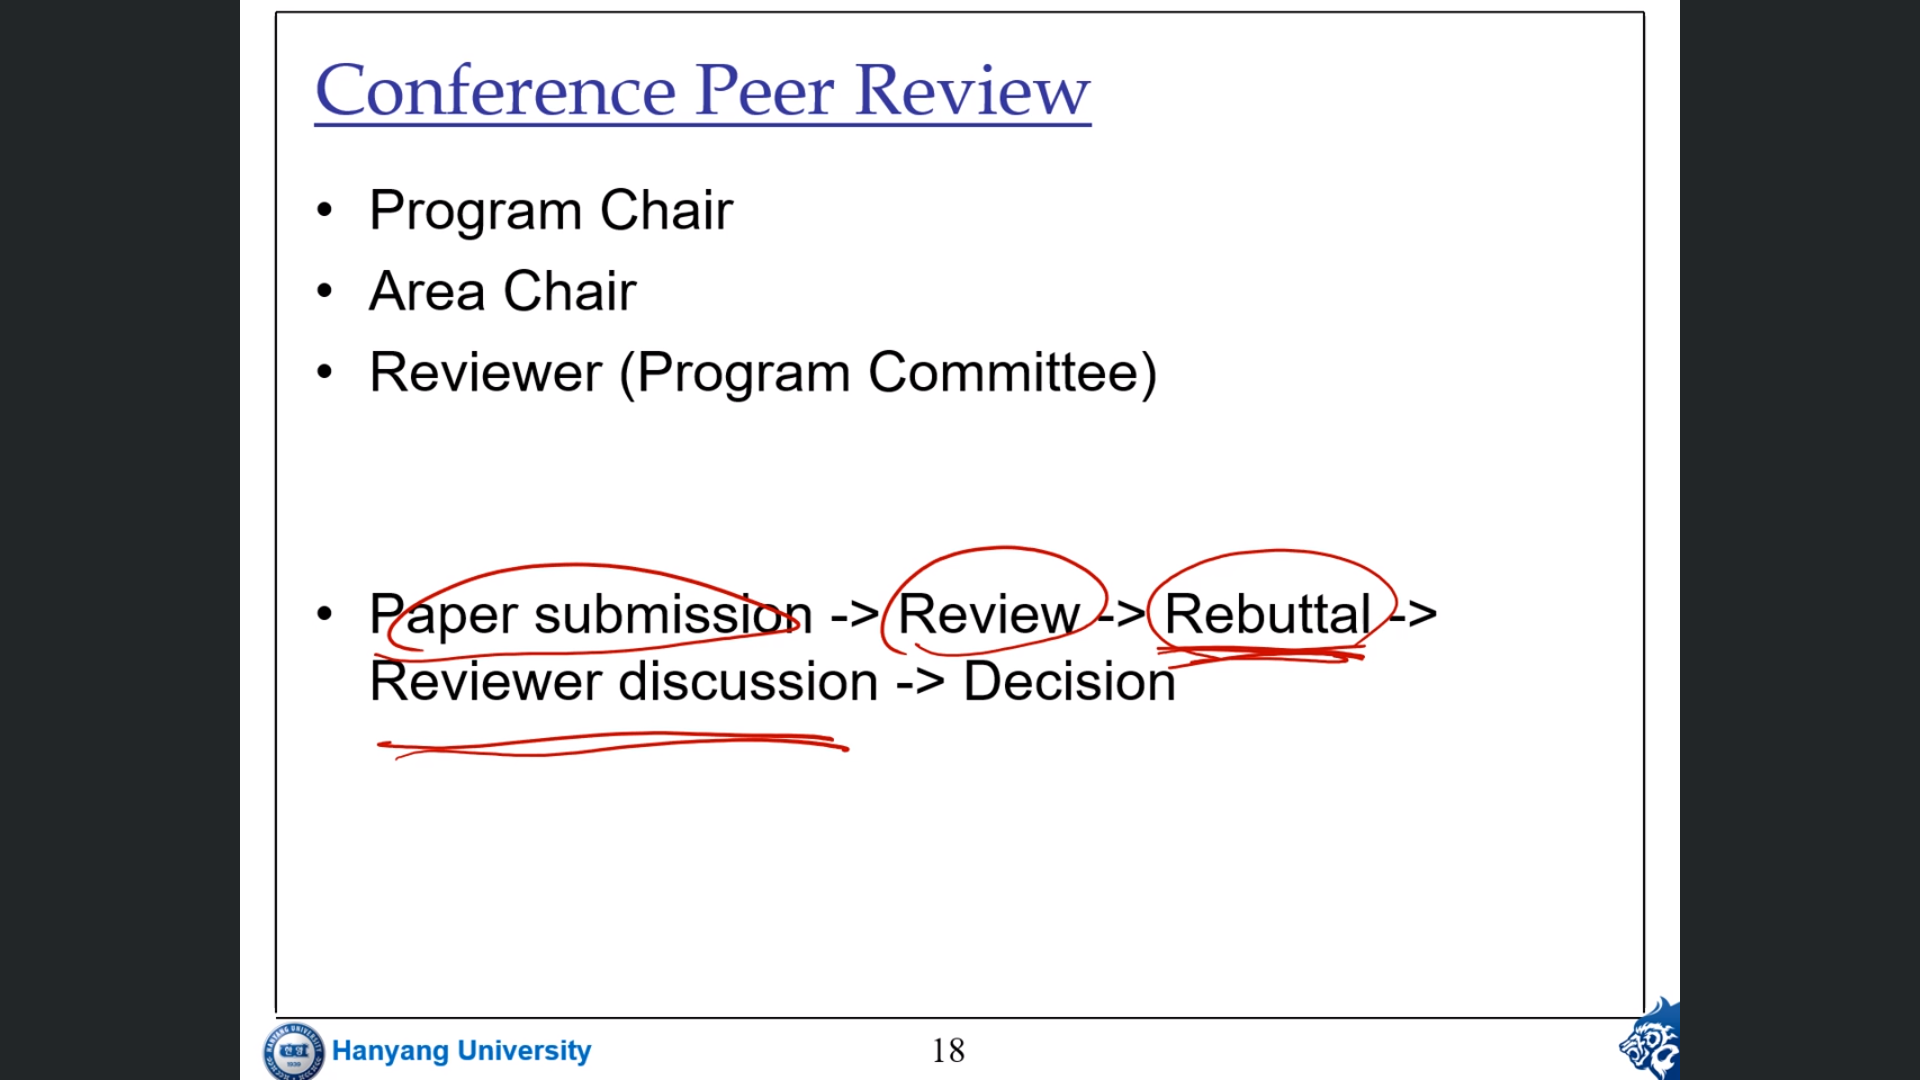 Conference Peer Review
• Program Chair
• Area Chair
• Reviewer (Program Committee)
• Paper submission -> Review -> Rebuttal ->
Reviewer discussion -> Decision
Hanyang University
18